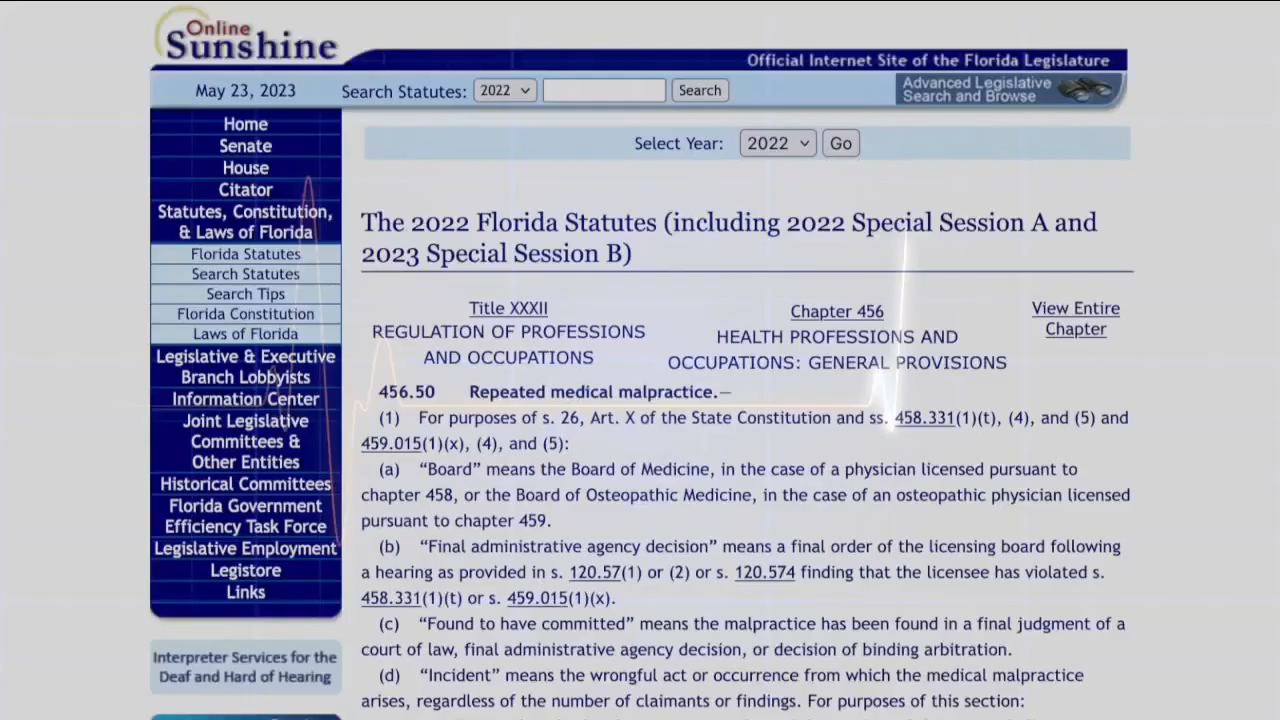 Online
Sunshine
Official Internet Site of the Florida Legislature
May 23, 2023
Search Statutes: 2022 Search
Advanced Legislative
Search and Browse
Home
Senate
House
Citator
Statutes, Constitution,
& Laws of Florida
Florida Statutes
Search Statutes
Search Tips
Florida Constitution
Laws of Florida
Legislative & Executive
Branch Lobbyists
Information Center
Joint Legislative
Committees &
Other Entities
Historical Committees
Florida Government
Efficiency Task Force
Legislative Employment
Legistore
Links
Interpreter Services for the
Deaf and Hard of Hearing
Select Year: 2022 Go
The 2022 Florida Statutes (including 2022 Special Session A and
2023 Special Session B)
Title XXXII
REGULATION OF PROFESSIONS
AND OCCUPATIONS
Chapter 456
HEALTH PROFESSIONS AND
OCCUPATIONS: GENERAL PROVISIONS
View Entire
Chapter
456.50 Repeated medical malpractice.—
(1) For purposes of s. 26, Art. X of the State Constitution and ss. 458.331(1)(t), (4), and (5) and
459.015(1)(x), (4), and (5):
(a) “Board” means the Board of Medicine, in the case of a physician licensed pursuant to
chapter 458, or the Board of Osteopathic Medicine, in the case of an osteopathic physician licensed
pursuant to chapter 459.
(b) “Final administrative agency decision” means a final order of the licensing board following
a hearing as provided in s. 120.57(1) or (2) or s. 120.574 finding that the licensee has violated s.
458.331(1)(t) or s. 459.015(1)(x).
(c) “Found to have committed” means the malpractice has been found in a final judgment of a
court of law, final administrative agency decision, or decision of binding arbitration.
(d) “Incident” means the wrongful act or occurrence from which the medical malpractice
arises, regardless of the number of claimants or findings. For purposes of this section: